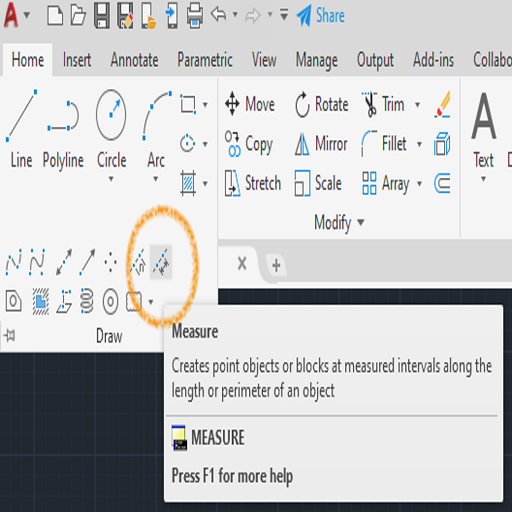 A Share
Home Insert Annotate Parametric View Manage Output Add-ins Collabo
Move Rotate Trim
Line Polyline Circle Arc Copy Mirror Fillet Text
Stretch Scale Array
Modify
Draw
Measure
Creates point objects or blocks at measured intervals along the
length or perimeter of an object
MEASURE
Press F1 for more help